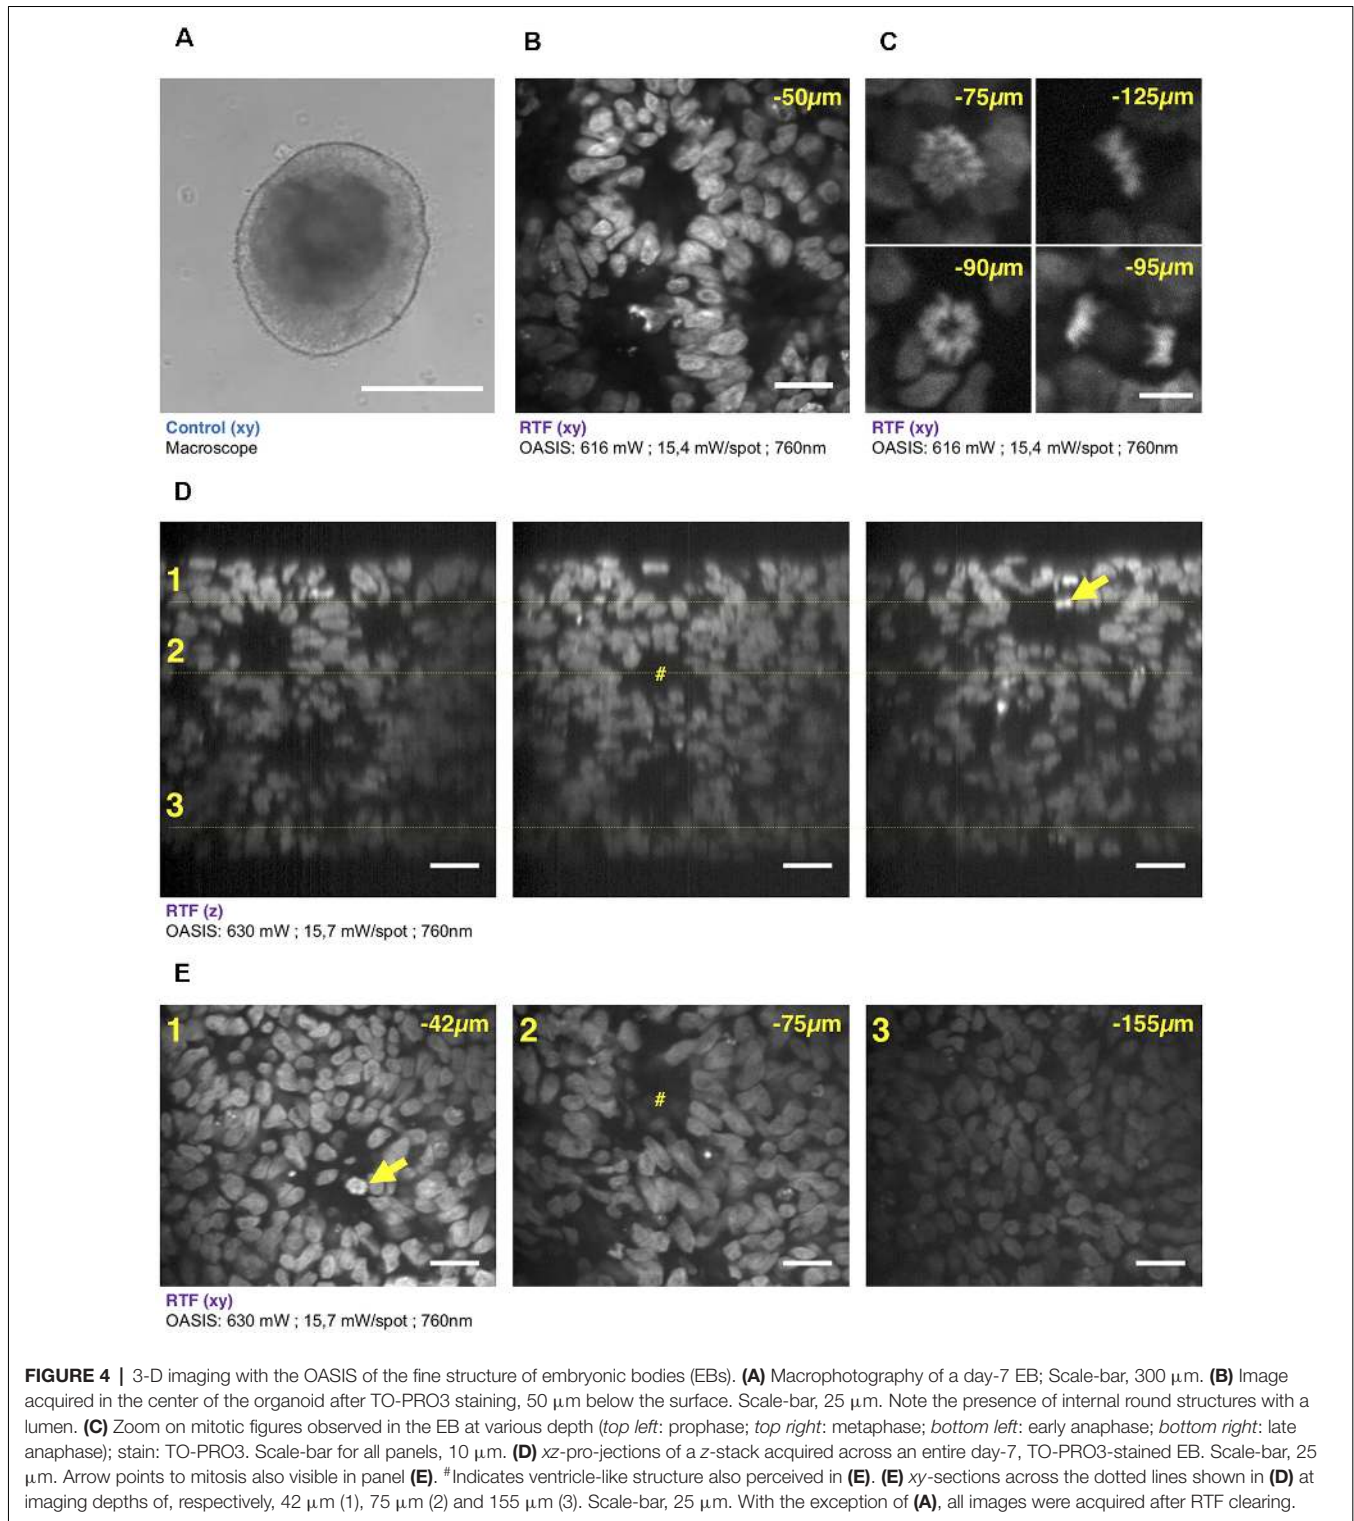 A
B
C
-50µm
-75µm
-125µm
-90µm
-95µm
Control (xy)
Macroscope
RTF (xy)
OASIS: 616 mW ; 15,4 mW/spot ; 760nm
RTF (xy)
OASIS: 616 mW ; 15,4 mW/spot ; 760nm
D
1
2
3
#
RTF (z)
OASIS: 630 mW ; 15,7 mW/spot ; 760nm
E
1
-42µm
2
-75µm
#
3
-155µm
RTF (xy)
OASIS: 630 mW ; 15,7 mW/spot ; 760nm
FIGURE 4 | 3-D imaging with the OASIS of the fine structure of embryonic bodies (EBs). (A) Macrophotography of a day-7 EB; Scale-bar, 300 µm. (B) Image
acquired in the center of the organoid after TO-PRO3 staining, 50 µm below the surface. Scale-bar, 25 µm. Note the presence of internal round structures with a
lumen. (C) Zoom on mitotic figures observed in the EB at various depth (top left: prophase; top right: metaphase; bottom left: early anaphase; bottom right: late
anaphase); stain: TO-PRO3. Scale-bar for all panels, 10 µm. (D) xz-pro-jections of a z-stack acquired across an entire day-7, TO-PRO3-stained EB. Scale-bar, 25
µm. Arrow points to mitosis also visible in panel (E). #Indicates ventricle-like structure also perceived in (E). (E) xy-sections across the dotted lines shown in (D) at
imaging depths of, respectively, 42 µm (1), 75 µm (2) and 155 µm (3). Scale-bar, 25 µm. With the exception of (A), all images were acquired after RTF clearing.